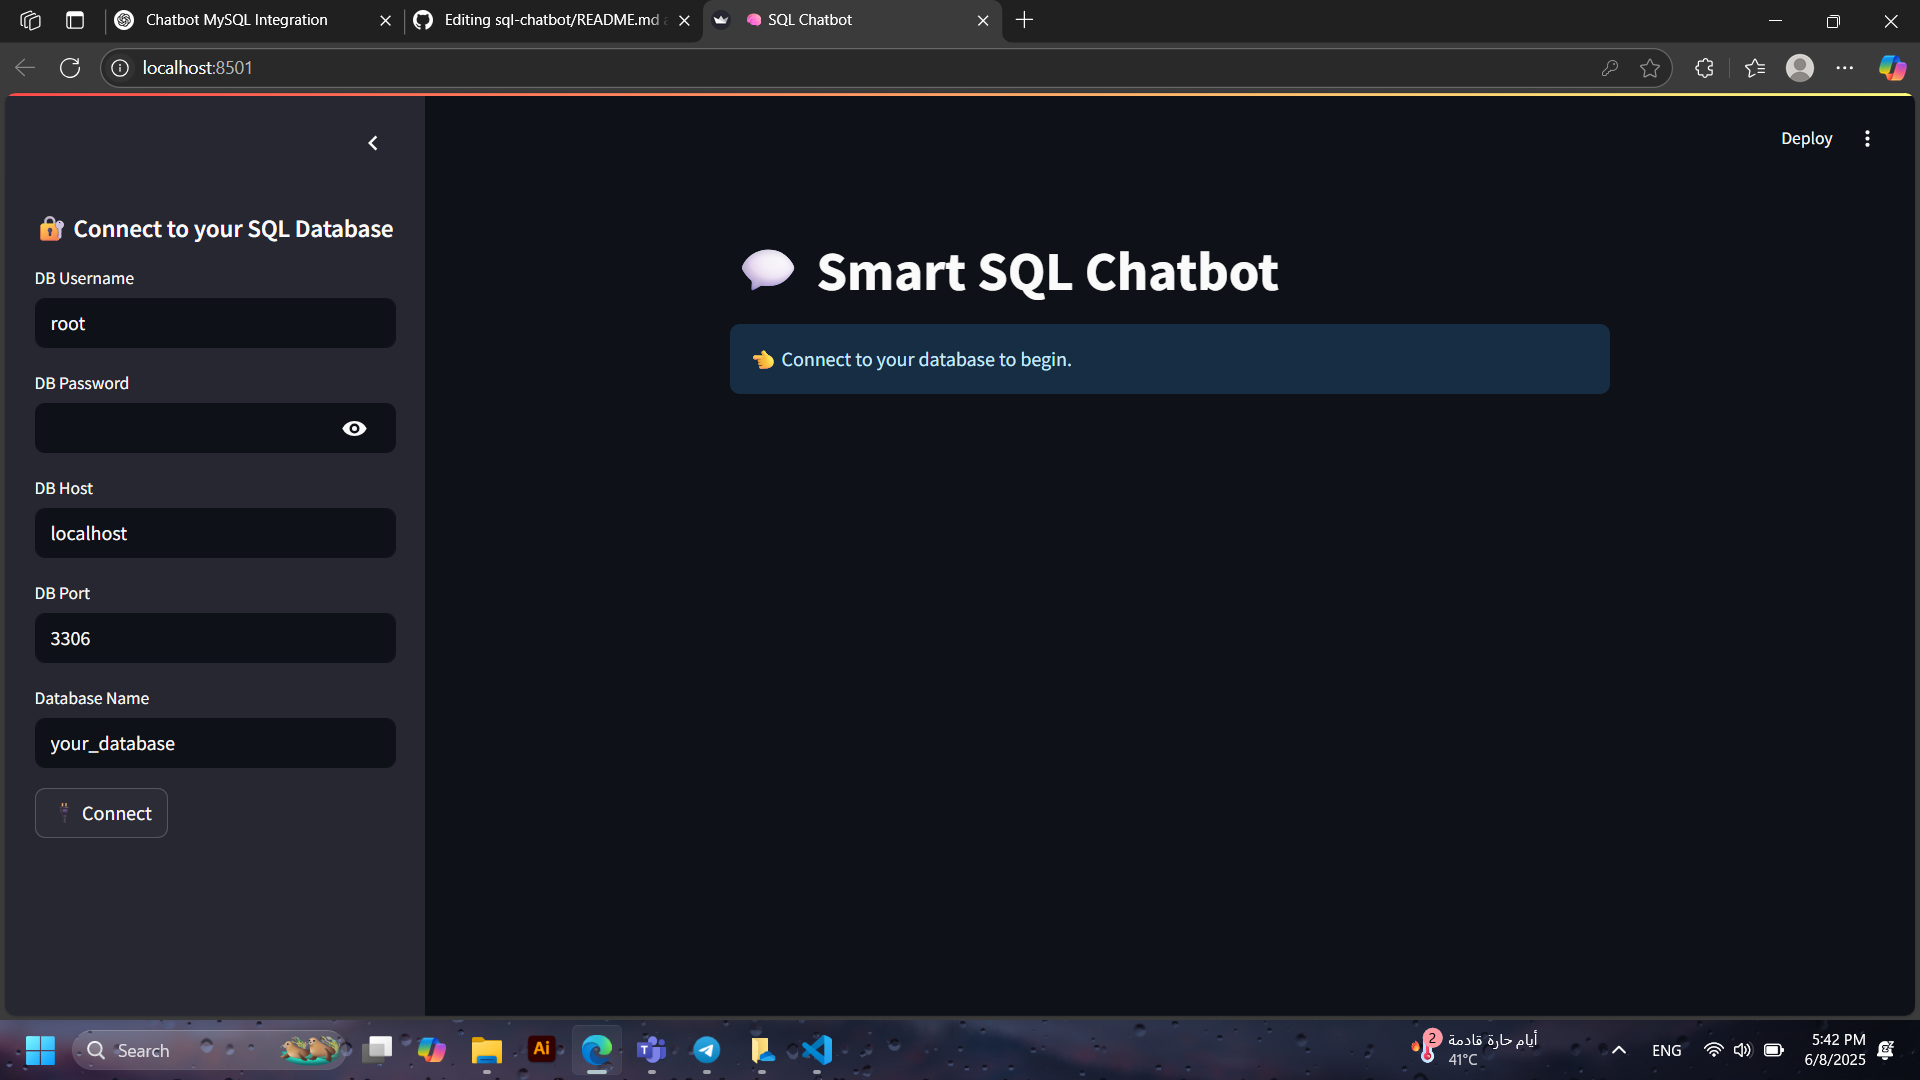 Chatbot MySQL Integration
Editing sql-chatbot/README.md
SQL Chatbot
localhost:8501
Deploy
Connect to your SQL Database
DB Username
root
DB Password
DB Host
localhost
DB Port
3306
Database Name
your_database
Connect
Smart SQL Chatbot
Connect to your database to begin.
Search
Ai
2
أيام حارة قادمة
41°C
ENG
5:42 PM
6/8/2025